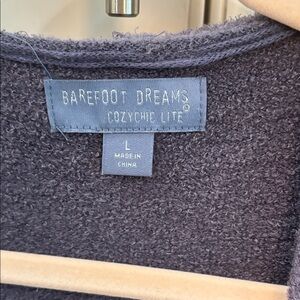 BAREFOOT DREAMS
®
COZYCHIC LITE
L
MADE IN
CHINA